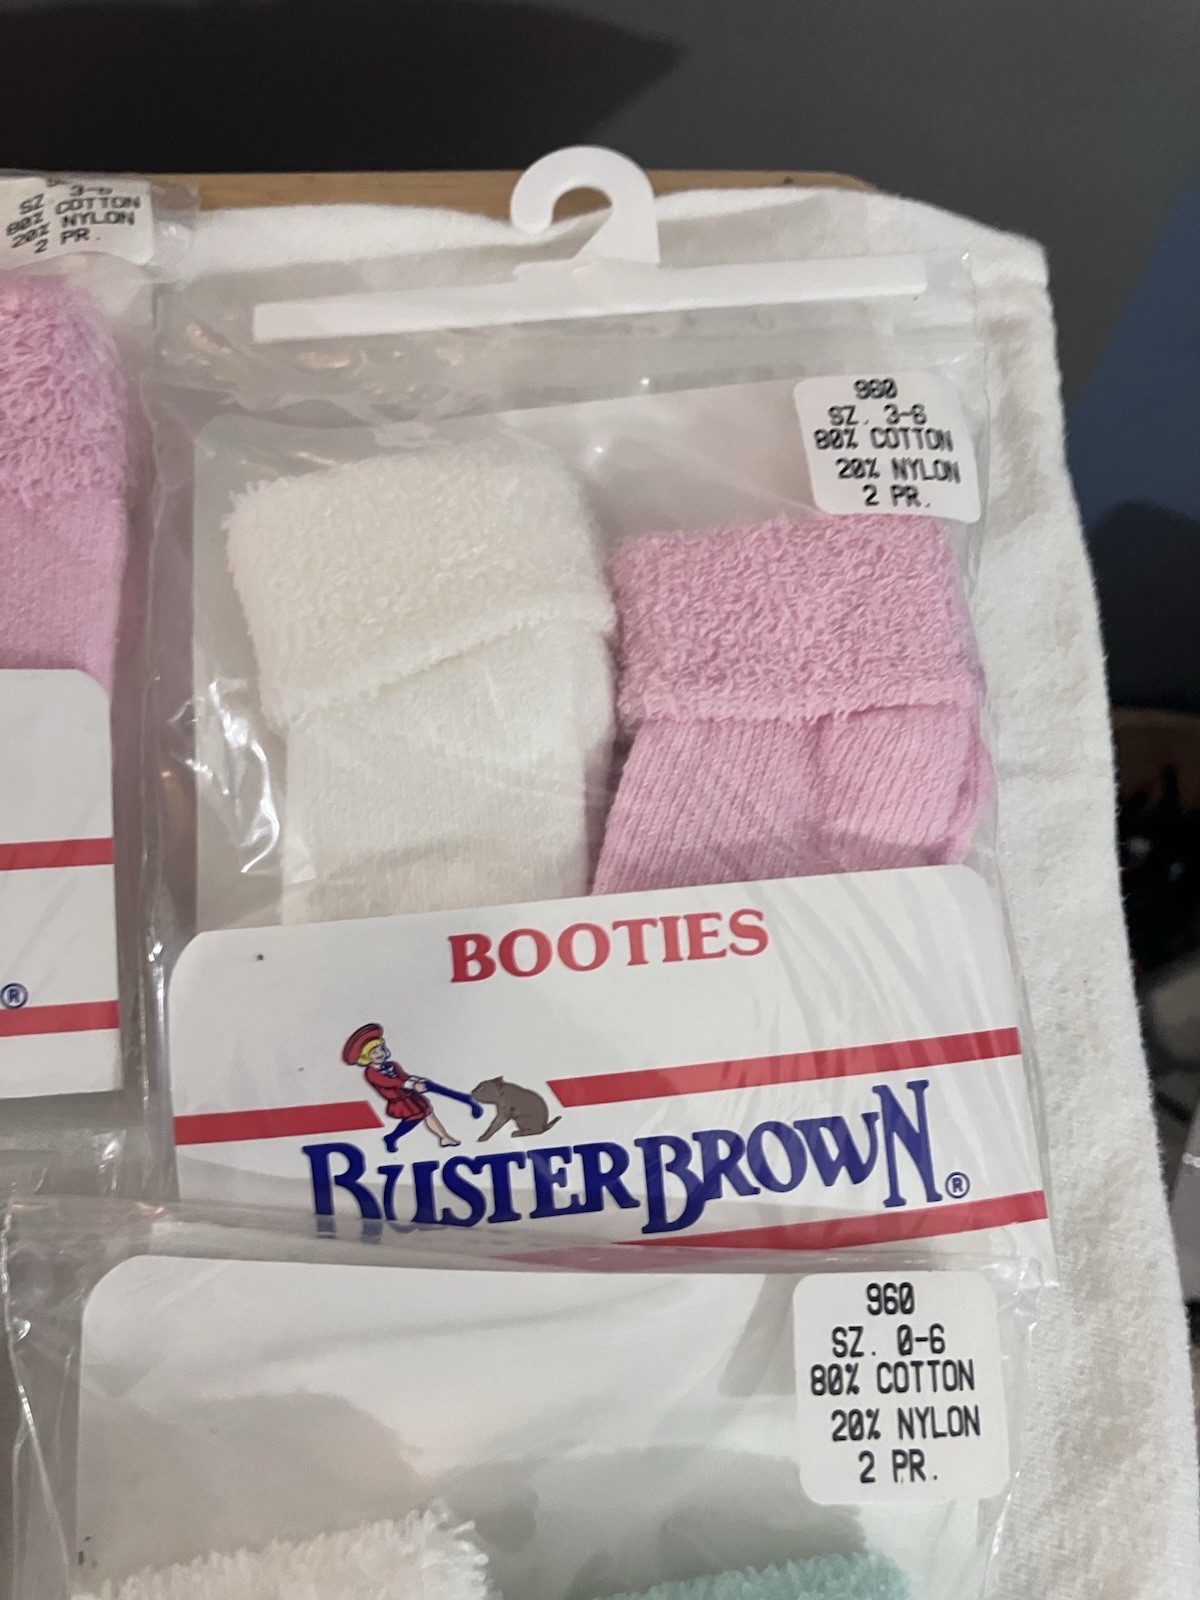 3-6
SZ COTTON
80% NYLON
20% PR.
2
960
SZ. 3-6
80% COTTON
20% NYLON
2 PR.
BOOTIES
®
BUSTER BROWN®
960
SZ. 0-6
80% COTTON
20% NYLON
2 PR.